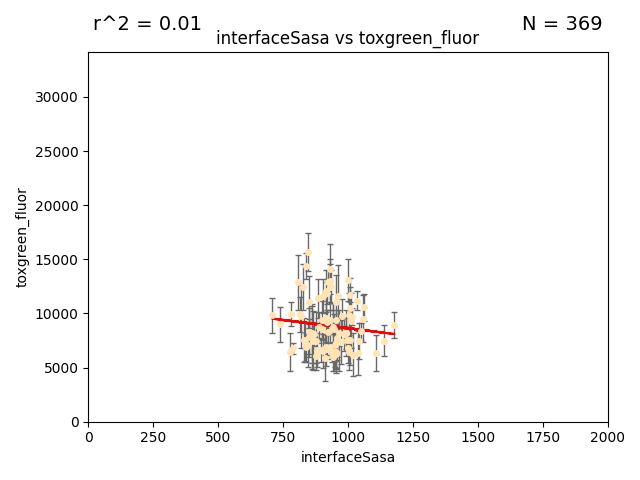 r^2 = 0.01
N = 369
interfaceSasa vs toxgreen_fluor
toxgreen_fluor
30000
25000
20000
15000
10000
5000
0
0 250 500 750 1000 1250 1500 1750 2000
interfaceSasa